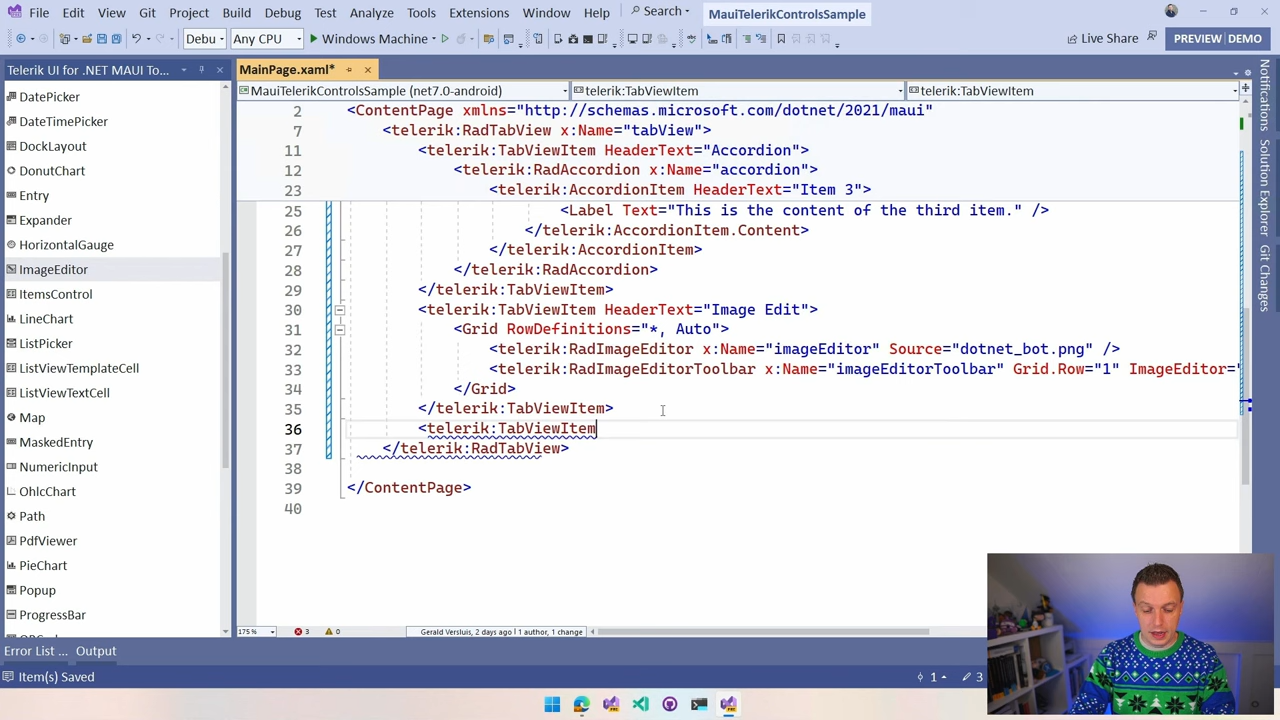 File Edit View Git Project Build Debug Test Analyze Tools Extensions Window Help Search MauiTelerikControlsSample
Debu Any CPU Windows Machine Live Share PREVIEW DEMO
Telerik UI for .NET MAUI To...
DatePicker
DateTimePicker
DockLayout
DonutChart
Entry
Expander
HorizontalGauge
ImageEditor
ItemsControl
LineChart
ListPicker
ListViewTemplateCell
ListViewTextCell
Map
MaskedEntry
NumericInput
OhlcChart
Path
PdfViewer
PieChart
Popup
ProgressBar
MainPage.xaml*
MauiTelerikControlsSample (net7.0-android) telerik:TabViewItem telerik:TabViewItem
2 <ContentPage xmlns="http://schemas.microsoft.com/dotnet/2021/maui"
7 <telerik:RadTabView x:Name="tabView">
11 <telerik:TabViewItem HeaderText="Accordion">
12 <telerik:RadAccordion x:Name="accordion">
23 <telerik:AccordionItem HeaderText="Item 3">
25 <Label Text="This is the content of the third item." />
26 </telerik:AccordionItem.Content>
27 </telerik:AccordionItem>
28 </telerik:RadAccordion>
29 </telerik:TabViewItem>
30 <telerik:TabViewItem HeaderText="Image Edit">
31 <Grid RowDefinitions="*, Auto">
32 <telerik:RadImageEditor x:Name="imageEditor" Source="dotnet_bot.png" />
33 <telerik:RadImageEditorToolbar x:Name="imageEditorToolbar" Grid.Row="1" ImageEditor="
34 </Grid>
35 </telerik:TabViewItem>
36 <telerik:TabViewItem
37 </telerik:RadTabView>
38
39 </ContentPage>
40
175 % 3 0 Gerald Versluis, 2 days ago | 1 author, 1 change
Notifications
Solution Explorer
Git Changes
Error List ... Output
Item(s) Saved 1 3